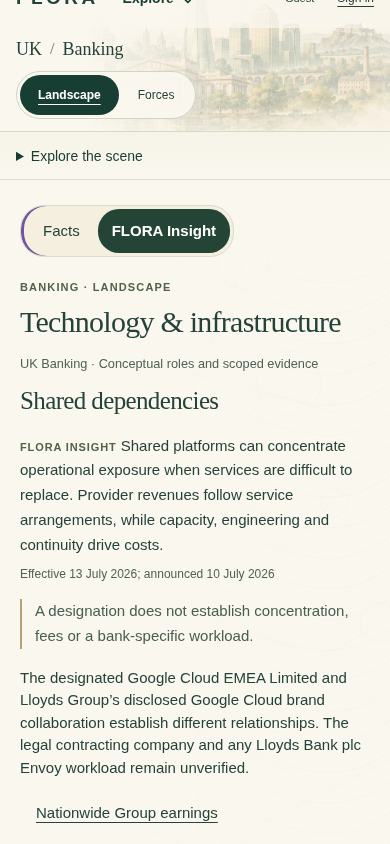 FLORA Explore Guest Sign in
UK / Banking
Landscape Forces
▶ Explore the scene
Facts FLORA Insight
BANKING · LANDSCAPE
Technology & infrastructure
UK Banking · Conceptual roles and scoped evidence
Shared dependencies
FLORA INSIGHT Shared platforms can concentrate
operational exposure when services are difficult to
replace. Provider revenues follow service
arrangements, while capacity, engineering and
continuity drive costs.
Effective 13 July 2026; announced 10 July 2026
A designation does not establish concentration,
fees or a bank-specific workload.
The designated Google Cloud EMEA Limited and
Lloyds Group’s disclosed Google Cloud brand
collaboration establish different relationships. The
legal contracting company and any Lloyds Bank plc
Envoy workload remain unverified.
Nationwide Group earnings